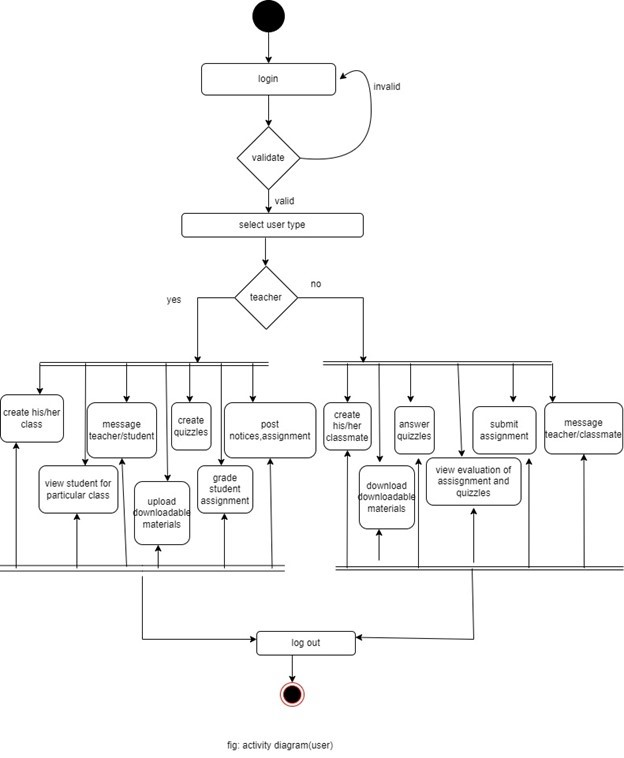 login
invalid
validate
valid
select user type
teacher
yes
no
create his/her
class
message
teacher/student
create
quizzles
post
notices,assignment
create
his/her
classmate
answer
quizzles
submit
assignment
message
teacher/classmate
view student for
particular class
upload
downloadable
materials
grade
student
assignment
download
downloadable
materials
view evaluation of
assisgnment and
quizzles
log out
fig: activity diagram(user)